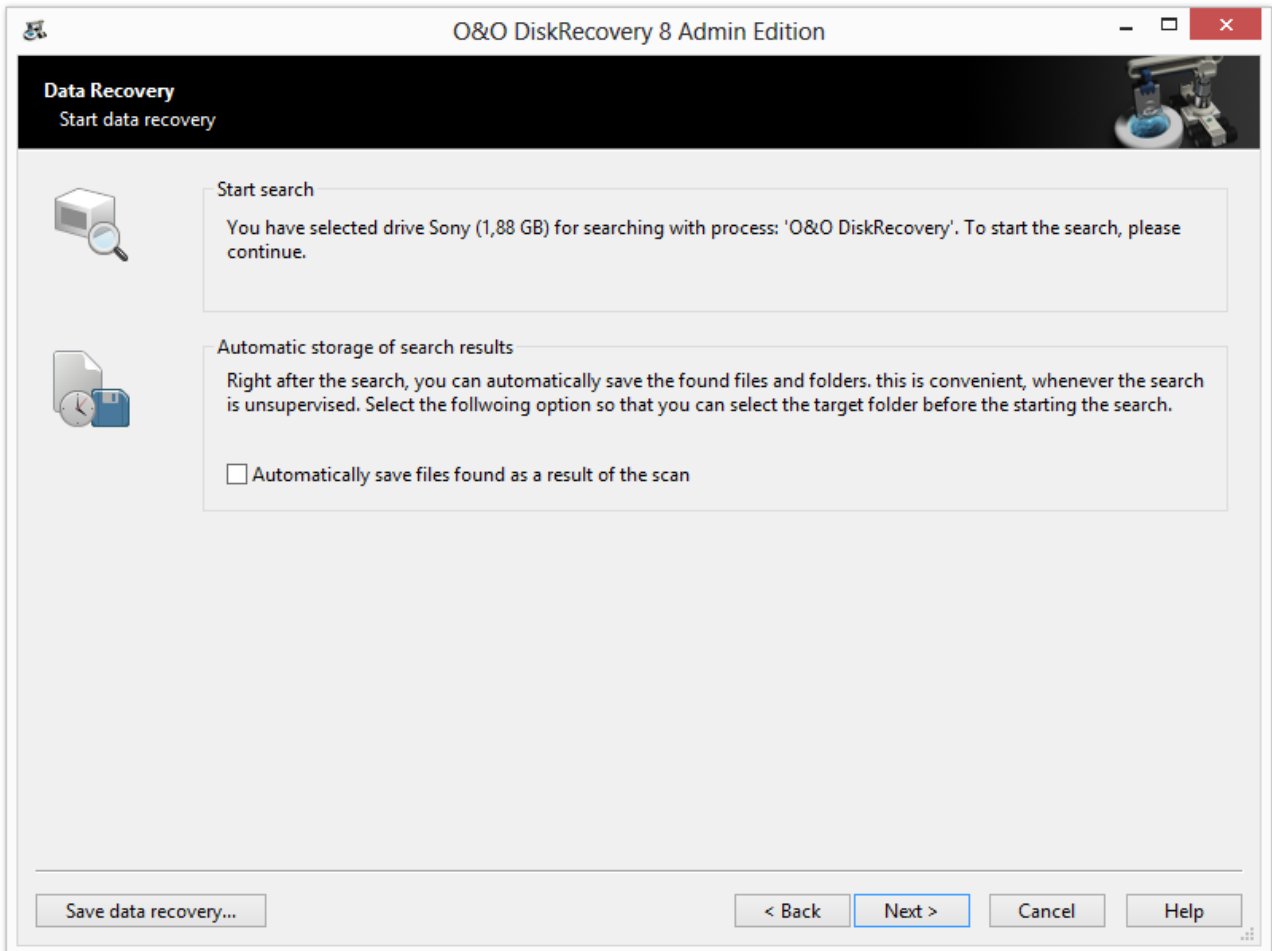 O&O DiskRecovery 8 Admin Edition
Data Recovery
Start data recovery
Start search
You have selected drive Sony (1,88 GB) for searching with process: 'O&O DiskRecovery'. To start the search, please
continue.
Automatic storage of search results
Right after the search, you can automatically save the found files and folders. this is convenient, whenever the search
is unsupervised. Select the follwoing option so that you can select the target folder before the starting the search.
Automatically save files found as a result of the scan
Save data recovery...
< Back
Next >
Cancel
Help